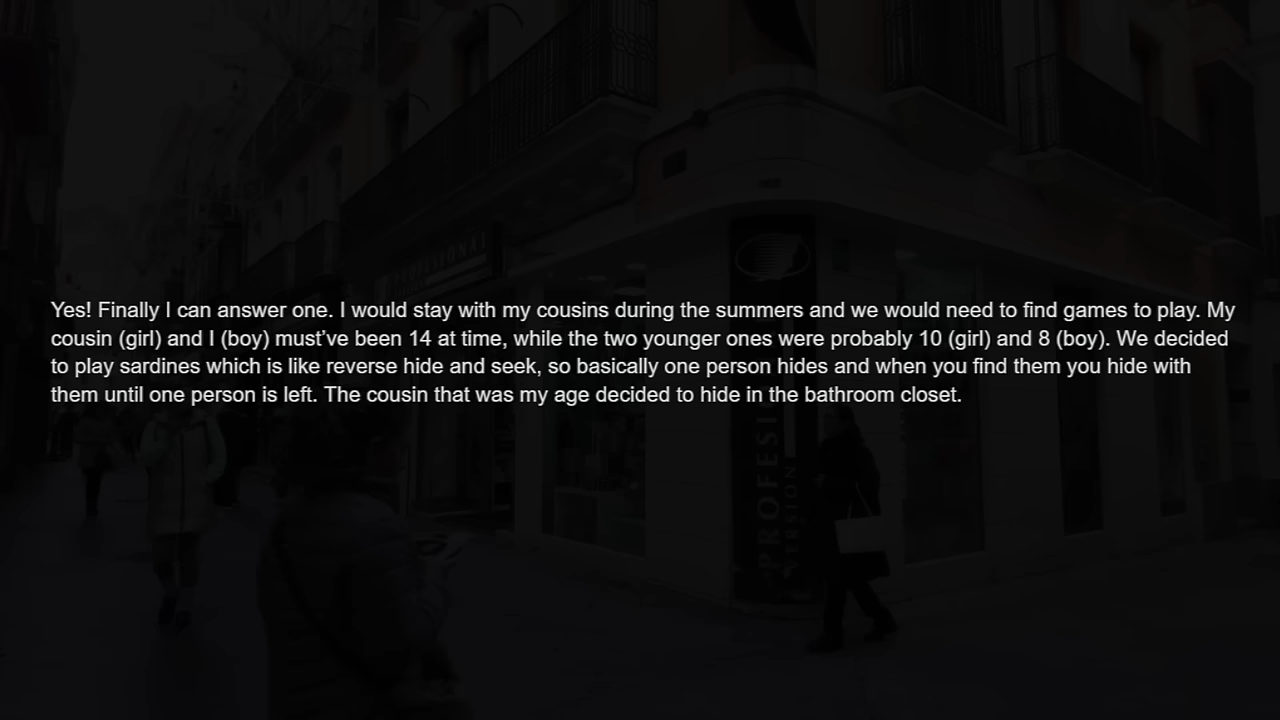 Yes! Finally I can answer one. I would stay with my cousins during the summers and we would need to find games to play. My
cousin (girl) and I (boy) must’ve been 14 at time, while the two younger ones were probably 10 (girl) and 8 (boy). We decided
to play sardines which is like reverse hide and seek, so basically one person hides and when you find them you hide with
them until one person is left. The cousin that was my age decided to hide in the bathroom closet.